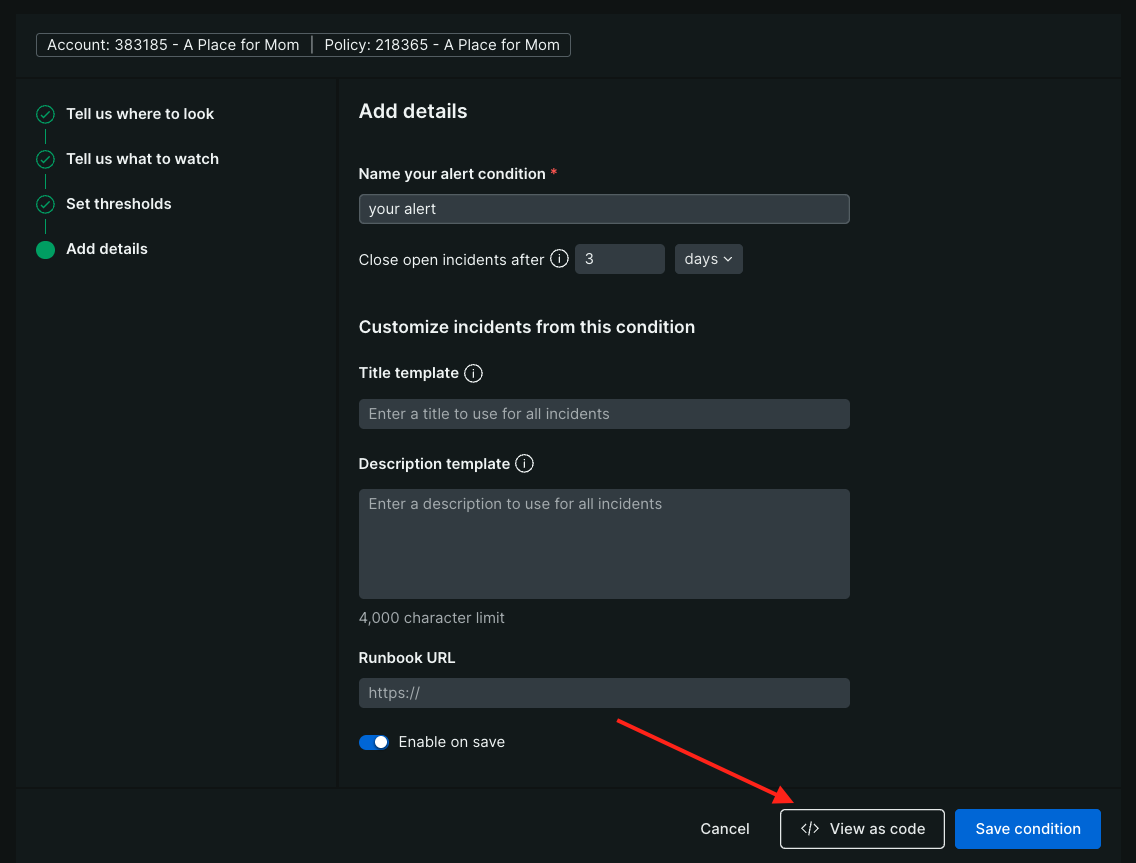 Account: 383185 - A Place for Mom | Policy: 218365 - A Place for Mom
Tell us where to look
Tell us what to watch
Set thresholds
Add details
Add details
Name your alert condition *
your alert
Close open incidents after 3 days
Customize incidents from this condition
Title template
Enter a title to use for all incidents
Description template
Enter a description to use for all incidents
4,000 character limit
Runbook URL
https://
Enable on save
Cancel </> View as code Save condition